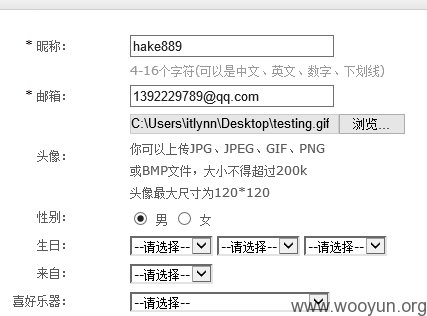 * 昵称： hake889
4-16个字符(可以是中文、英文、数字、下划线)
* 邮箱： 1392229789@qq.com
C:\Users\itlynn\Desktop\testing.gif 浏览...
头像： 你可以上传JPG、JPEG、GIF、PNG
或BMP文件，大小不得超过200k
头像最大尺寸为120*120
性别： 男 女
生日： --请选择-- --请选择-- --请选择--
来自： --请选择--
喜好乐器： --请选择--
www.wooyun.org